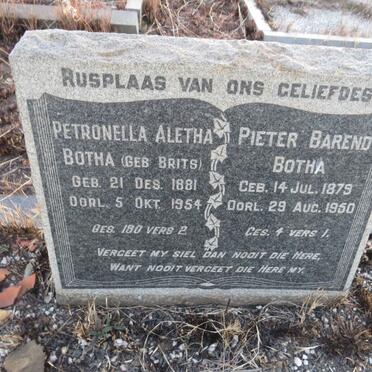 RUSPLAAS VAN ONS GELIEFDES
PETRONELLA ALETHA
BOTHA (GEB BRITS)
GEB. 21 DES. 1881
OORL. 5 OKT. 1954
GES. 190 VERS 2.
PIETER BAREND
BOTHA
GEB. 14 JUL. 1879
OORL. 29 AUG. 1950
GES. 4 VERS 1.
VERGEET MY SIEL DAN NOOIT DIE HERE,
WANT NOOIT VERGEET DIE HERE MY.